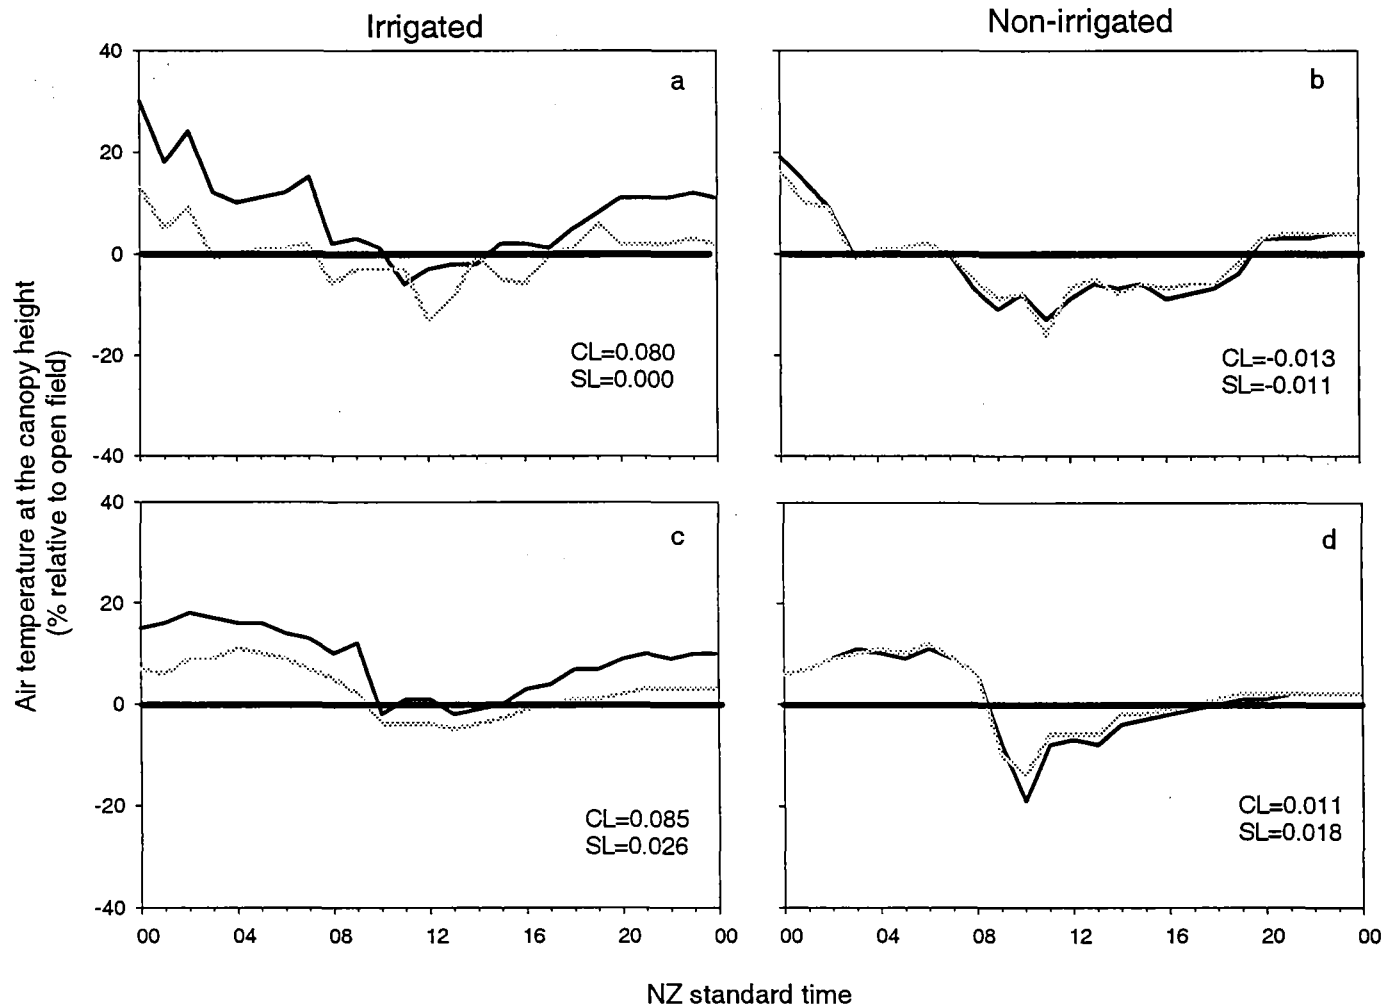 Irrigated
Non-irrigated
Air temperature at the canopy height
(% relative to open field)
40
20
0
-20
-40
a
CL=0.080
SL=0.000
b
CL=-0.013
SL=-0.011
40
20
0
-20
-40
c
CL=0.085
SL=0.026
d
CL=0.011
SL=0.018
00 04 08 12 16 20 00 04 08 12 16 20 00
NZ standard time